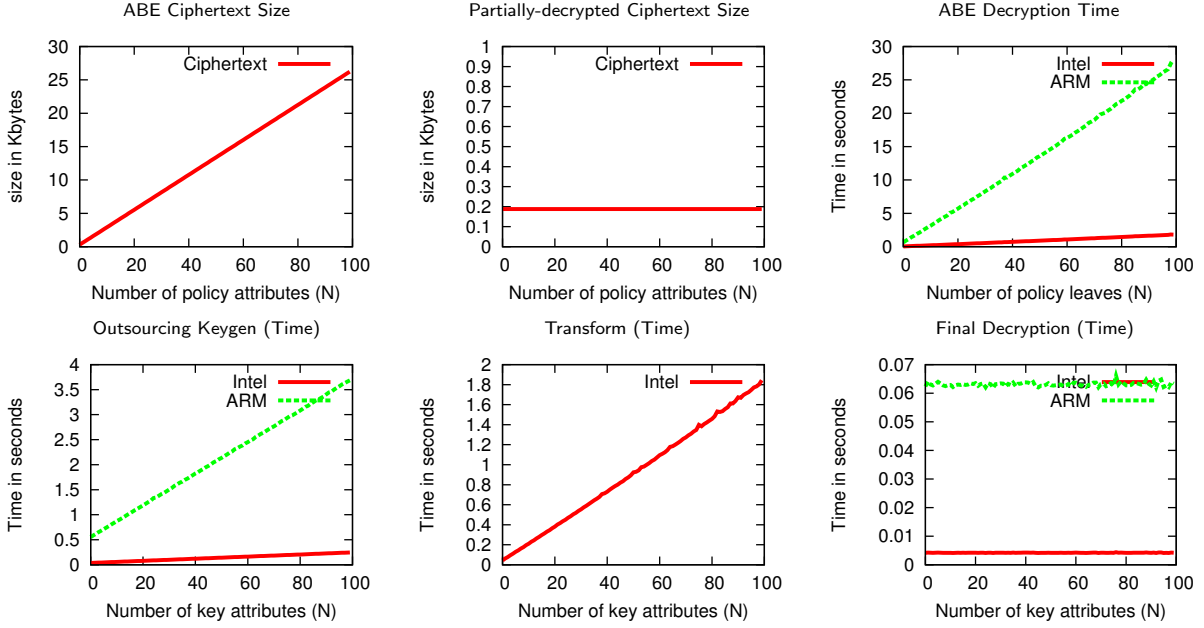 ABE Ciphertext Size
30
25
20
15
10
5
0
0 20 40 60 80 100
size in Kbytes
Number of policy attributes (N)
Ciphertext
Partially-decrypted Ciphertext Size
1
0.9
0.8
0.7
0.6
0.5
0.4
0.3
0.2
0.1
0
0 20 40 60 80 100
size in Kbytes
Number of policy attributes (N)
Ciphertext
ABE Decryption Time
30
25
20
15
10
5
0
0 20 40 60 80 100
Time in seconds
Number of policy leaves (N)
Intel
ARM
Outsourcing Keygen (Time)
4
3.5
3
2.5
2
1.5
1
0.5
0
0 20 40 60 80 100
Time in seconds
Number of key attributes (N)
Intel
ARM
Transform (Time)
2
1.8
1.6
1.4
1.2
1
0.8
0.6
0.4
0.2
0
0 20 40 60 80 100
Time in seconds
Number of key attributes (N)
Intel
Final Decryption (Time)
0.07
0.06
0.05
0.04
0.03
0.02
0.01
0
0 20 40 60 80 100
Time in seconds
Number of key attributes (N)
Intel
ARM